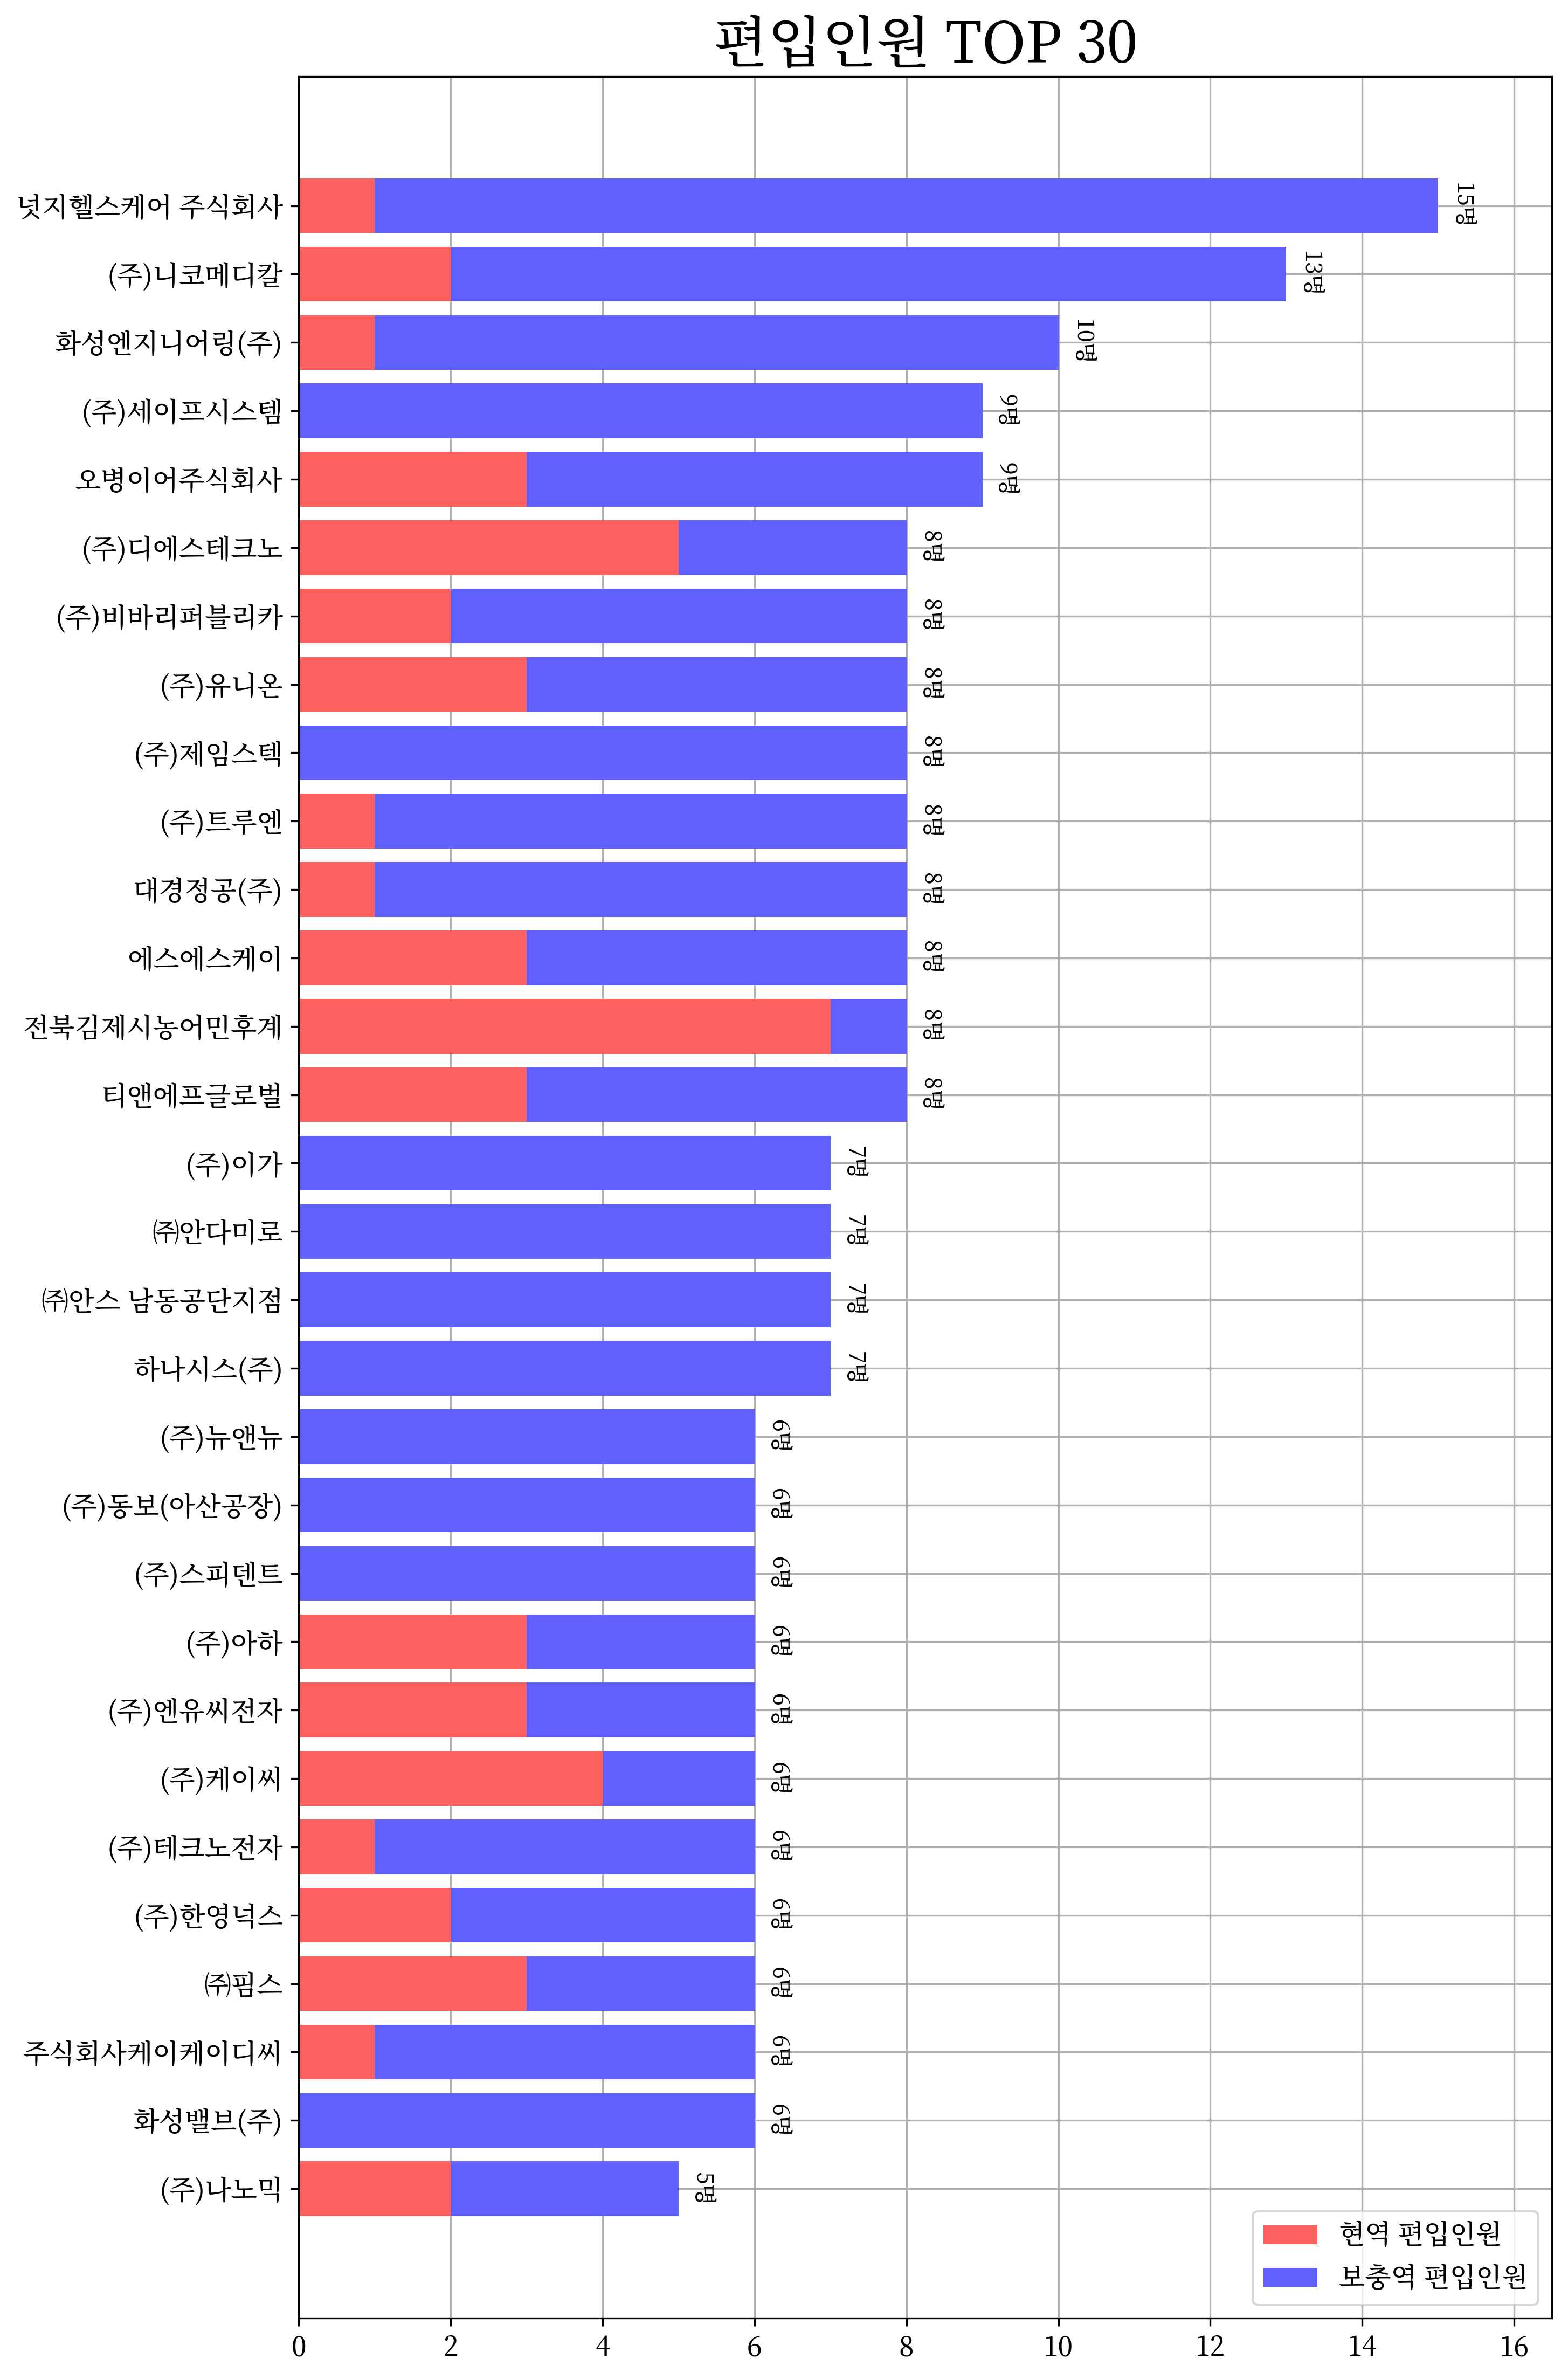 편입인원 TOP 30
넛지헬스케어 주식회사
15명
(주)니코메디칼
13명
화성엔지니어링(주)
10명
(주)세이프시스템
9명
오병이어주식회사
9명
(주)디에스테크노
8명
(주)비바리퍼블리카
8명
(주)유니온
8명
(주)제임스텍
8명
(주)트루엔
8명
대경정공(주)
8명
에스에스케이
8명
전북김제시농어민후계
8명
티앤에프글로벌
8명
(주)이가
7명
㈜안다미로
7명
㈜안스 남동공단지점
7명
하나시스(주)
7명
(주)뉴앤뉴
6명
(주)동보(아산공장)
6명
(주)스피덴트
6명
(주)아하
6명
(주)엔유씨전자
6명
(주)케이씨
6명
(주)테크노전자
6명
(주)한영넉스
6명
㈜핌스
6명
주식회사케이케이디씨
6명
화성밸브(주)
6명
(주)나노믹
5명
현역 편입인원
보충역 편입인원
0 2 4 6 8 10 12 14 16